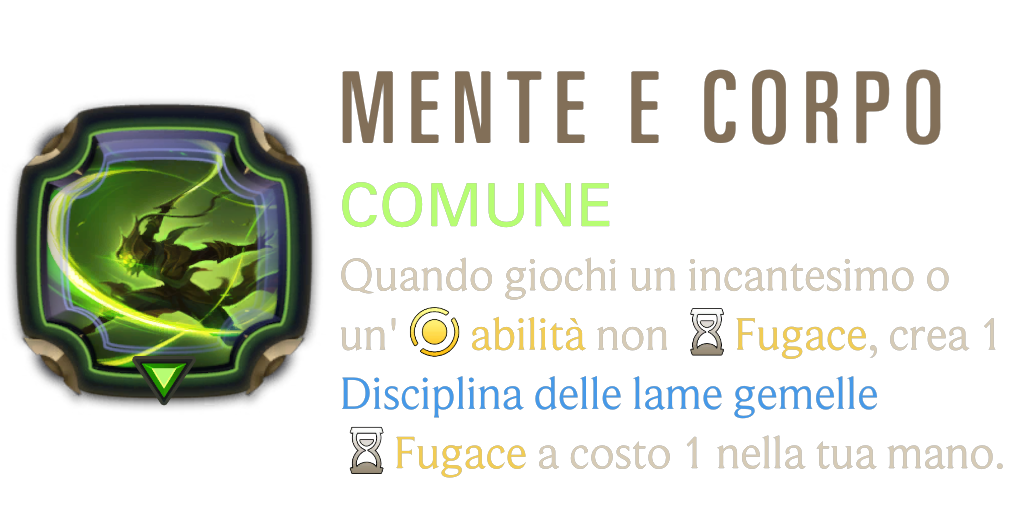 MENTE E CORPO
COMUNE
Quando giochi un incantesimo o
un' abilità non Fugace, crea 1
Disciplina delle lame gemelle
Fugace a costo 1 nella tua mano.